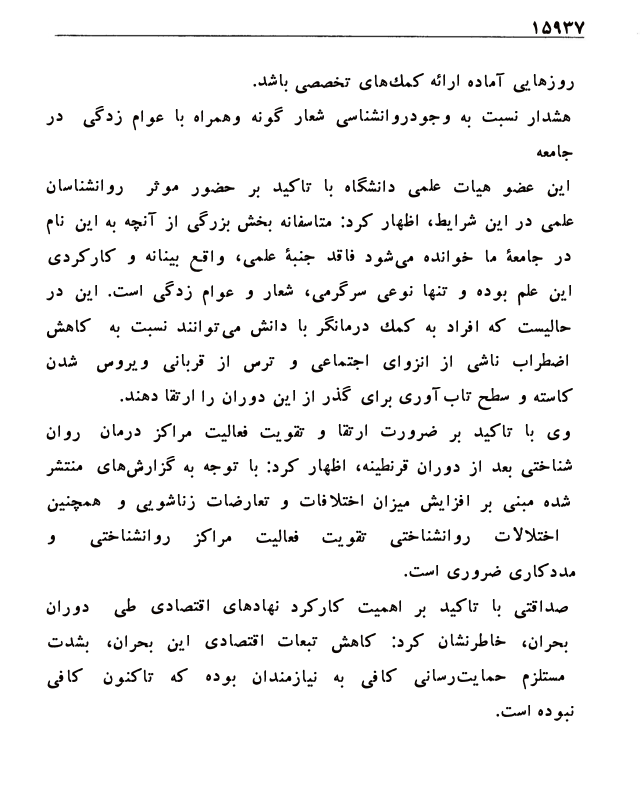 ۱۵۹۳۷
روزهایی آماده ارائه کمك‌های تخصصی باشد.
هشدار نسبت به وجودروانشناسی شعار گونه وهمراه با عوام زدگی در
جامعه
این عضو هیات علمی دانشگاه با تاکید بر حضور موثر روانشناسان
علمی در این شرایط، اظهار کرد: متاسفانه بخش بزرگی از آنچه به این نام
در جامعهٔ ما خوانده می‌شود فاقد جنبهٔ علمی، واقع بینانه و کارکردی
این علم بوده و تنها نوعی سرگرمی، شعار و عوام زدگی است. این در
حالیست که افراد به کمك درمانگر با دانش می‌توانند نسبت به کاهش
اضطراب ناشی از انزوای اجتماعی و ترس از قربانی ویروس شدن
کاسته و سطح تاب‌آوری برای گذر از این دوران را ارتقا دهند.
وی با تاکید بر ضرورت ارتقا و تقویت فعالیت مراکز درمان روان
شناختی بعد از دوران قرنطینه، اظهار کرد: با توجه به گزارش‌های منتشر
شده مبنی بر افزایش میزان اختلافات و تعارضات زناشویی و همچنین
اختلالات روانشناختی تقویت فعالیت مراکز روانشناختی و
مددکاری ضروری است.
صداقتی با تاکید بر اهمیت کارکرد نهادهای اقتصادی طی دوران
بحران، خاطرنشان کرد: کاهش تبعات اقتصادی این بحران، بشدت
مستلزم حمایت‌رسانی کافی به نیازمندان بوده که تاکنون کافی
نبوده است.